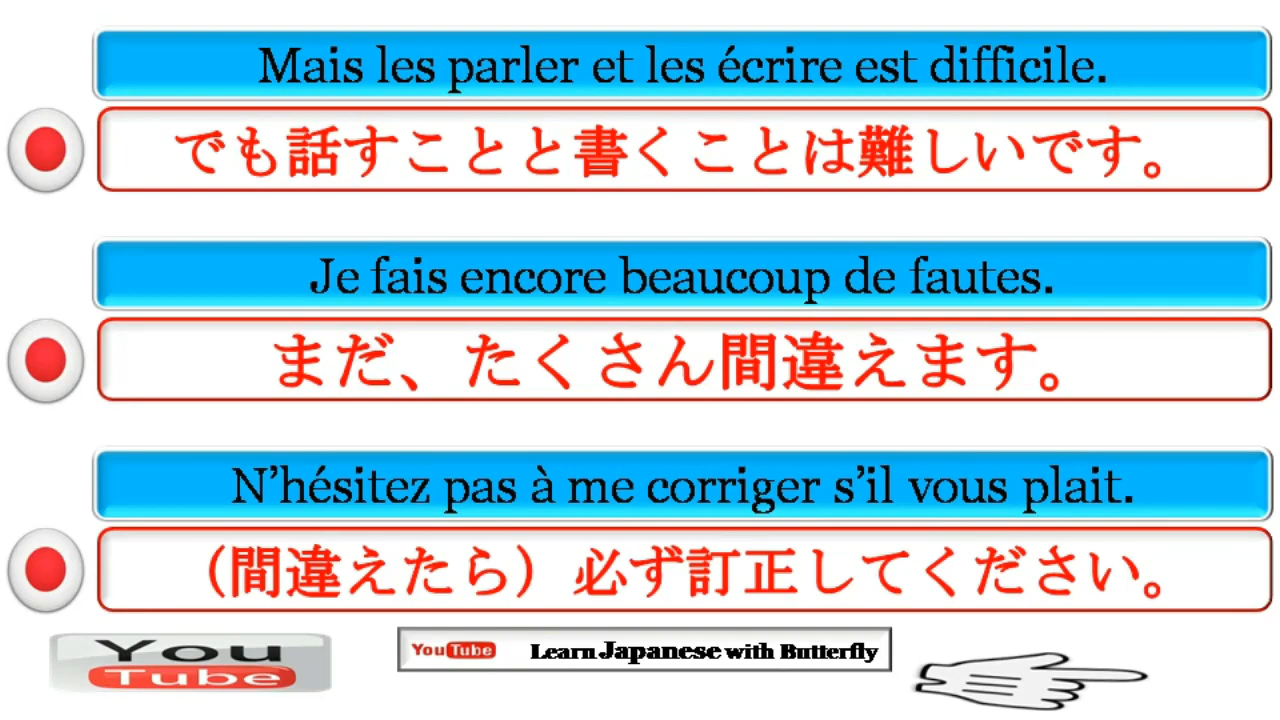 Mais les parler et les écrire est difficile.
でも話すことと書くことは難しいです。
Je fais encore beaucoup de fautes.
まだ、たくさん間違えます。
N’hésitez pas à me corriger s’il vous plait.
（間違えたら）必ず訂正してください。
You
Tube
YouTube Learn Japanese with Butterfly